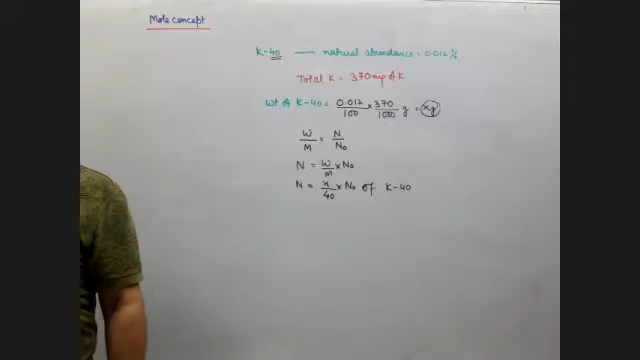 Mole concept
K-40 → natural abundance = 0.012 %
Total K = 370 mg of K
Wt of K-40 = 0.012/100 × 370/1000 g = xg
W/M = N/N₀
N = W/M × N₀
N = x/40 × N₀ of K-40